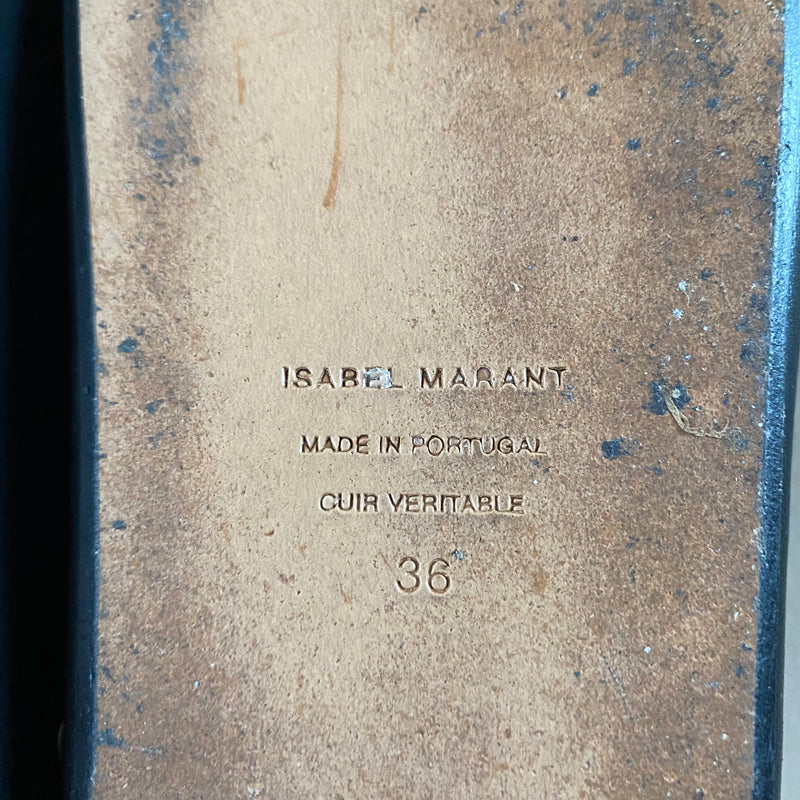 ISABEL MARANT
MADE IN PORTUGAL
CUIR VERITABLE
36